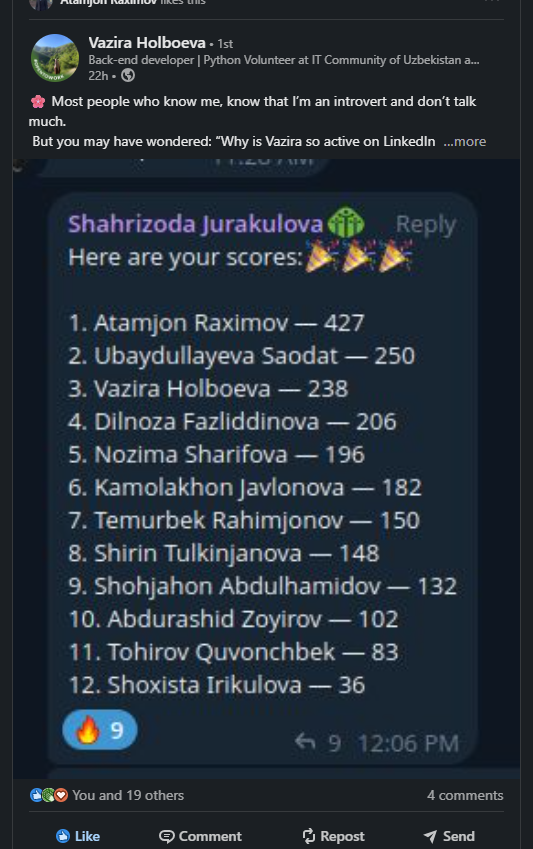 Atamjon Raximov likes this
Vazira Holboeva • 1st
Back-end developer | Python Volunteer at IT Community of Uzbekistan a...
22h •
🌸 Most people who know me, know that I'm an introvert and don't talk
much.
But you may have wondered: “Why is Vazira so active on LinkedIn ...more
11:28 AM
Shahrizoda Jurakulova Reply
Here are your scores:🎉🎉🎉
1. Atamjon Raximov — 427
2. Ubaydullayeva Saodat — 250
3. Vazira Holboeva — 238
4. Dilnoza Fazliddinova — 206
5. Nozima Sharifova — 196
6. Kamolakhon Javlonova — 182
7. Temurbek Rahimjonov — 150
8. Shirin Tulkinjanova — 148
9. Shohjahon Abdulhamidov — 132
10. Abdurashid Zoyirov — 102
11. Tohirov Quvonchbek — 83
12. Shoxista Irikulova — 36
🔥 9 9 12:06 PM
You and 19 others 4 comments
Like Comment Repost Send